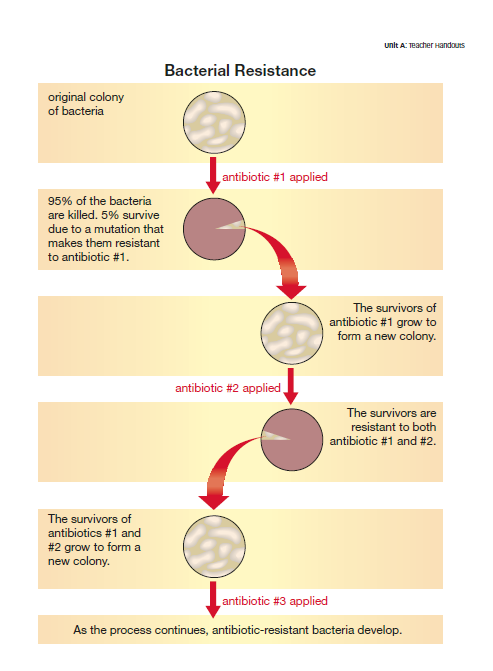 Unit A: Teacher Handouts
Bacterial Resistance
original colony
of bacteria
antibiotic #1 applied
95% of the bacteria
are killed. 5% survive
due to a mutation that
makes them resistant
to antibiotic #1.
The survivors of
antibiotic #1 grow to
form a new colony.
antibiotic #2 applied
The survivors are
resistant to both
antibiotic #1 and #2.
The survivors of
antibiotics #1 and
#2 grow to form a
new colony.
antibiotic #3 applied
As the process continues, antibiotic-resistant bacteria develop.